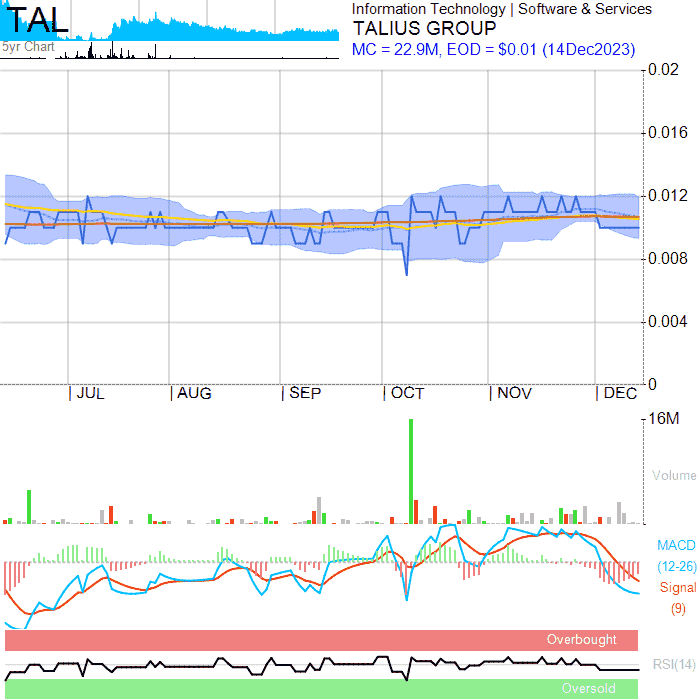 TAL
5yr Chart
Information Technology | Software & Services
TALIUS GROUP
MC = 22.9M, EOD = $0.01 (14Dec2023)
0.02
0.016
0.012
0.008
0.004
0
JUL
AUG
SEP
OCT
NOV
DEC
16M
Volume
MACD
(12-26)
Signal
(9)
Overbought
RSI(14)
Oversold